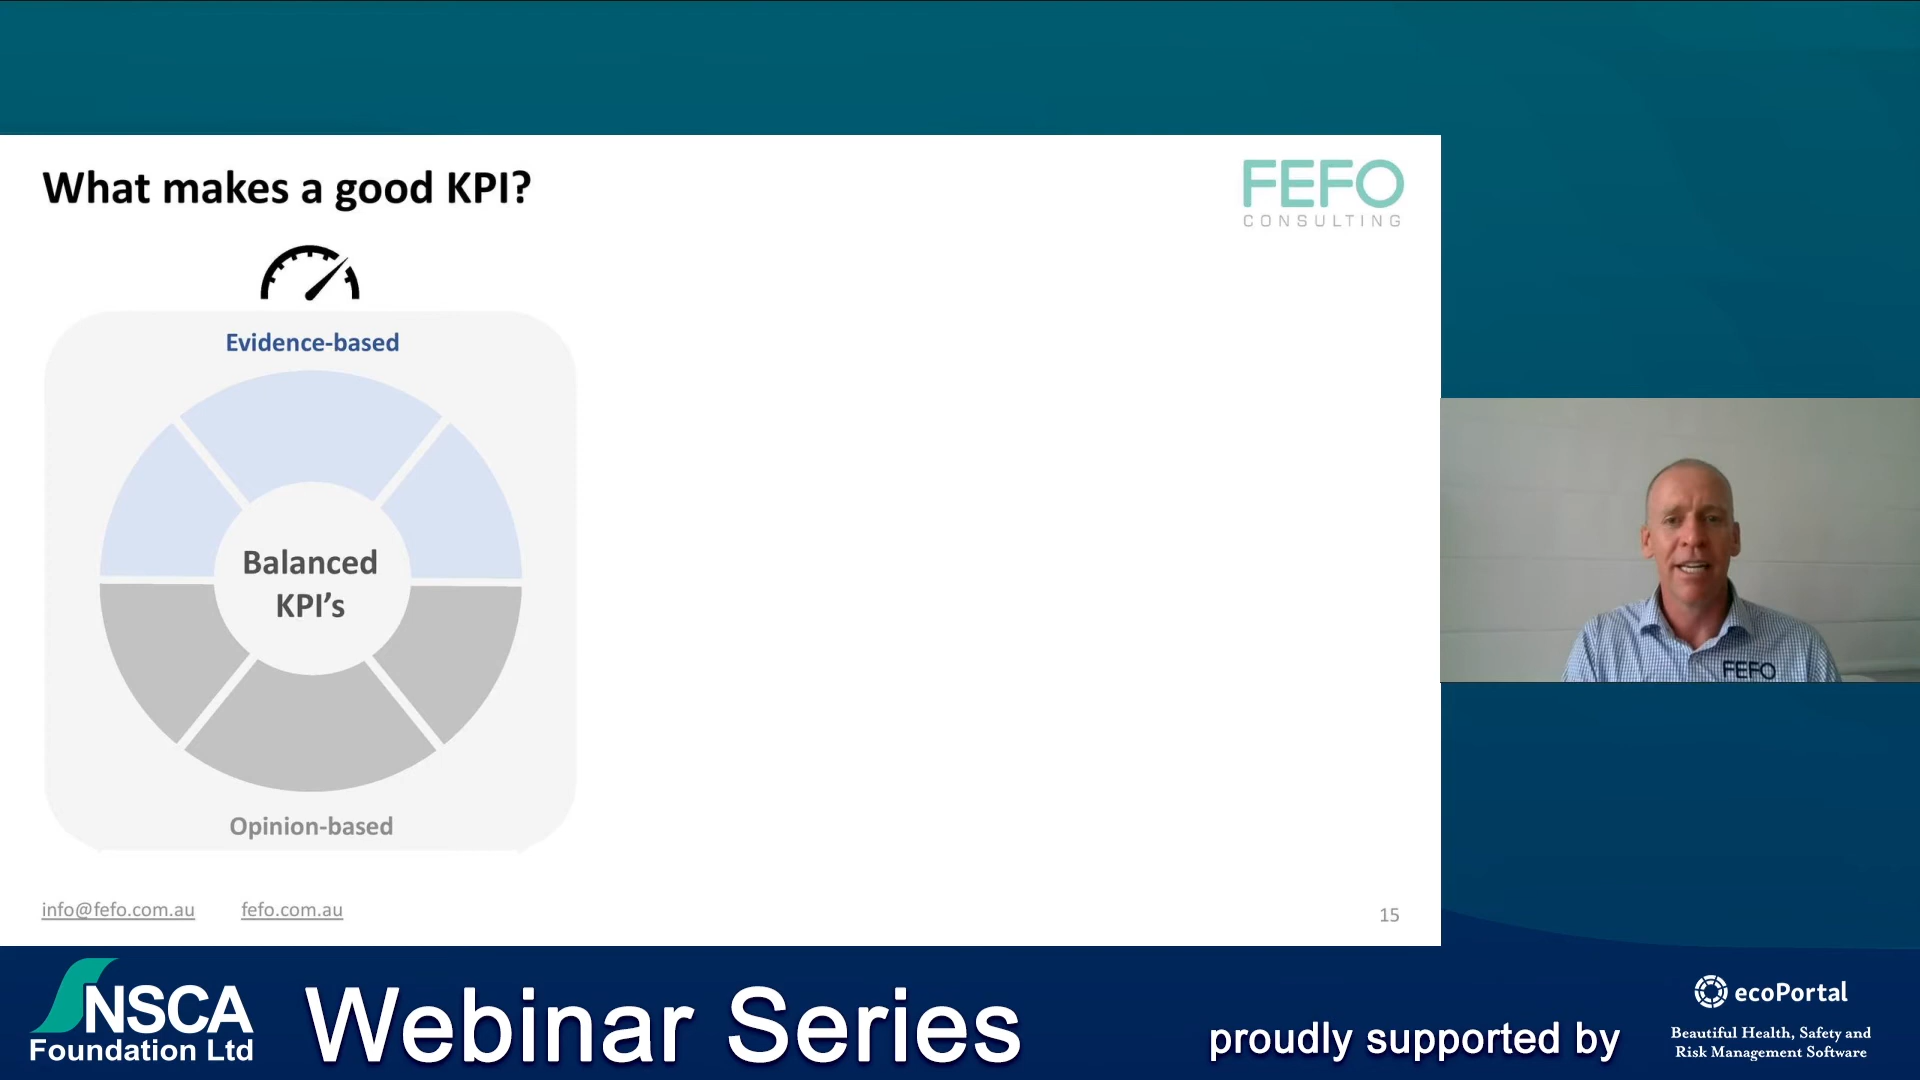 What makes a good KPI?
FEFO
CONSULTING
Evidence-based
Balanced
KPI’s
Opinion-based
info@fefo.com.au
fefo.com.au
15
FEFO
NSCA
Foundation Ltd
Webinar Series
proudly supported by
ecoPortal
Beautiful Health, Safety and
Risk Management Software